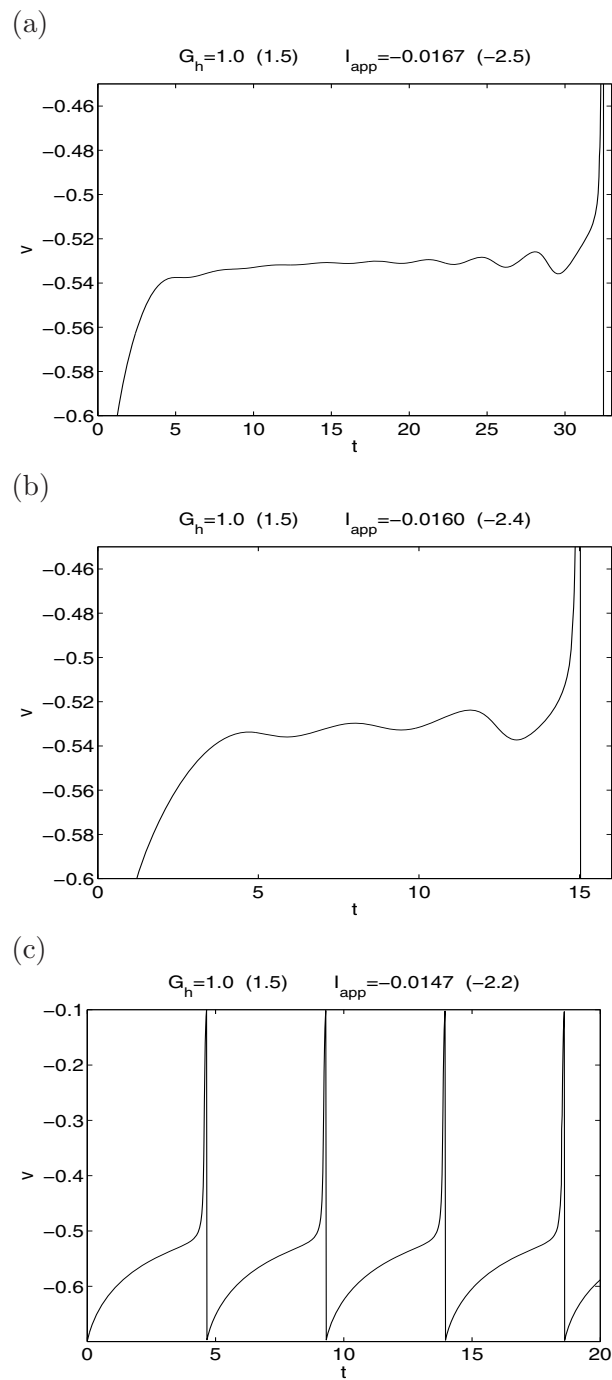 (a)
G_h=1.0 (1.5) I_app=−0.0167 (−2.5)
−0.46
−0.48
−0.5
−0.52
−0.54
−0.56
−0.58
−0.6
v
0 5 10 15 20 25 30
t
(b)
G_h=1.0 (1.5) I_app=−0.0160 (−2.4)
−0.46
−0.48
−0.5
−0.52
−0.54
−0.56
−0.58
−0.6
v
0 5 10 15
t
(c)
G_h=1.0 (1.5) I_app=−0.0147 (−2.2)
−0.1
−0.2
−0.3
−0.4
−0.5
−0.6
v
0 5 10 15 20
t